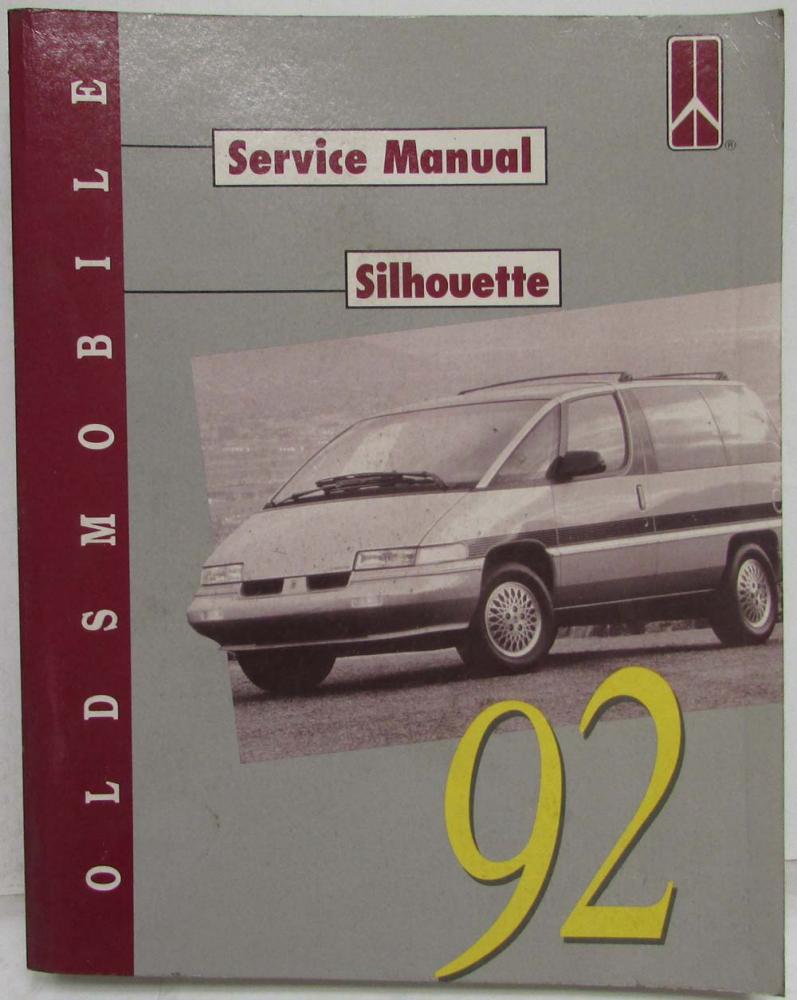 OLDSMOBILE
Service Manual
®
Silhouette
92